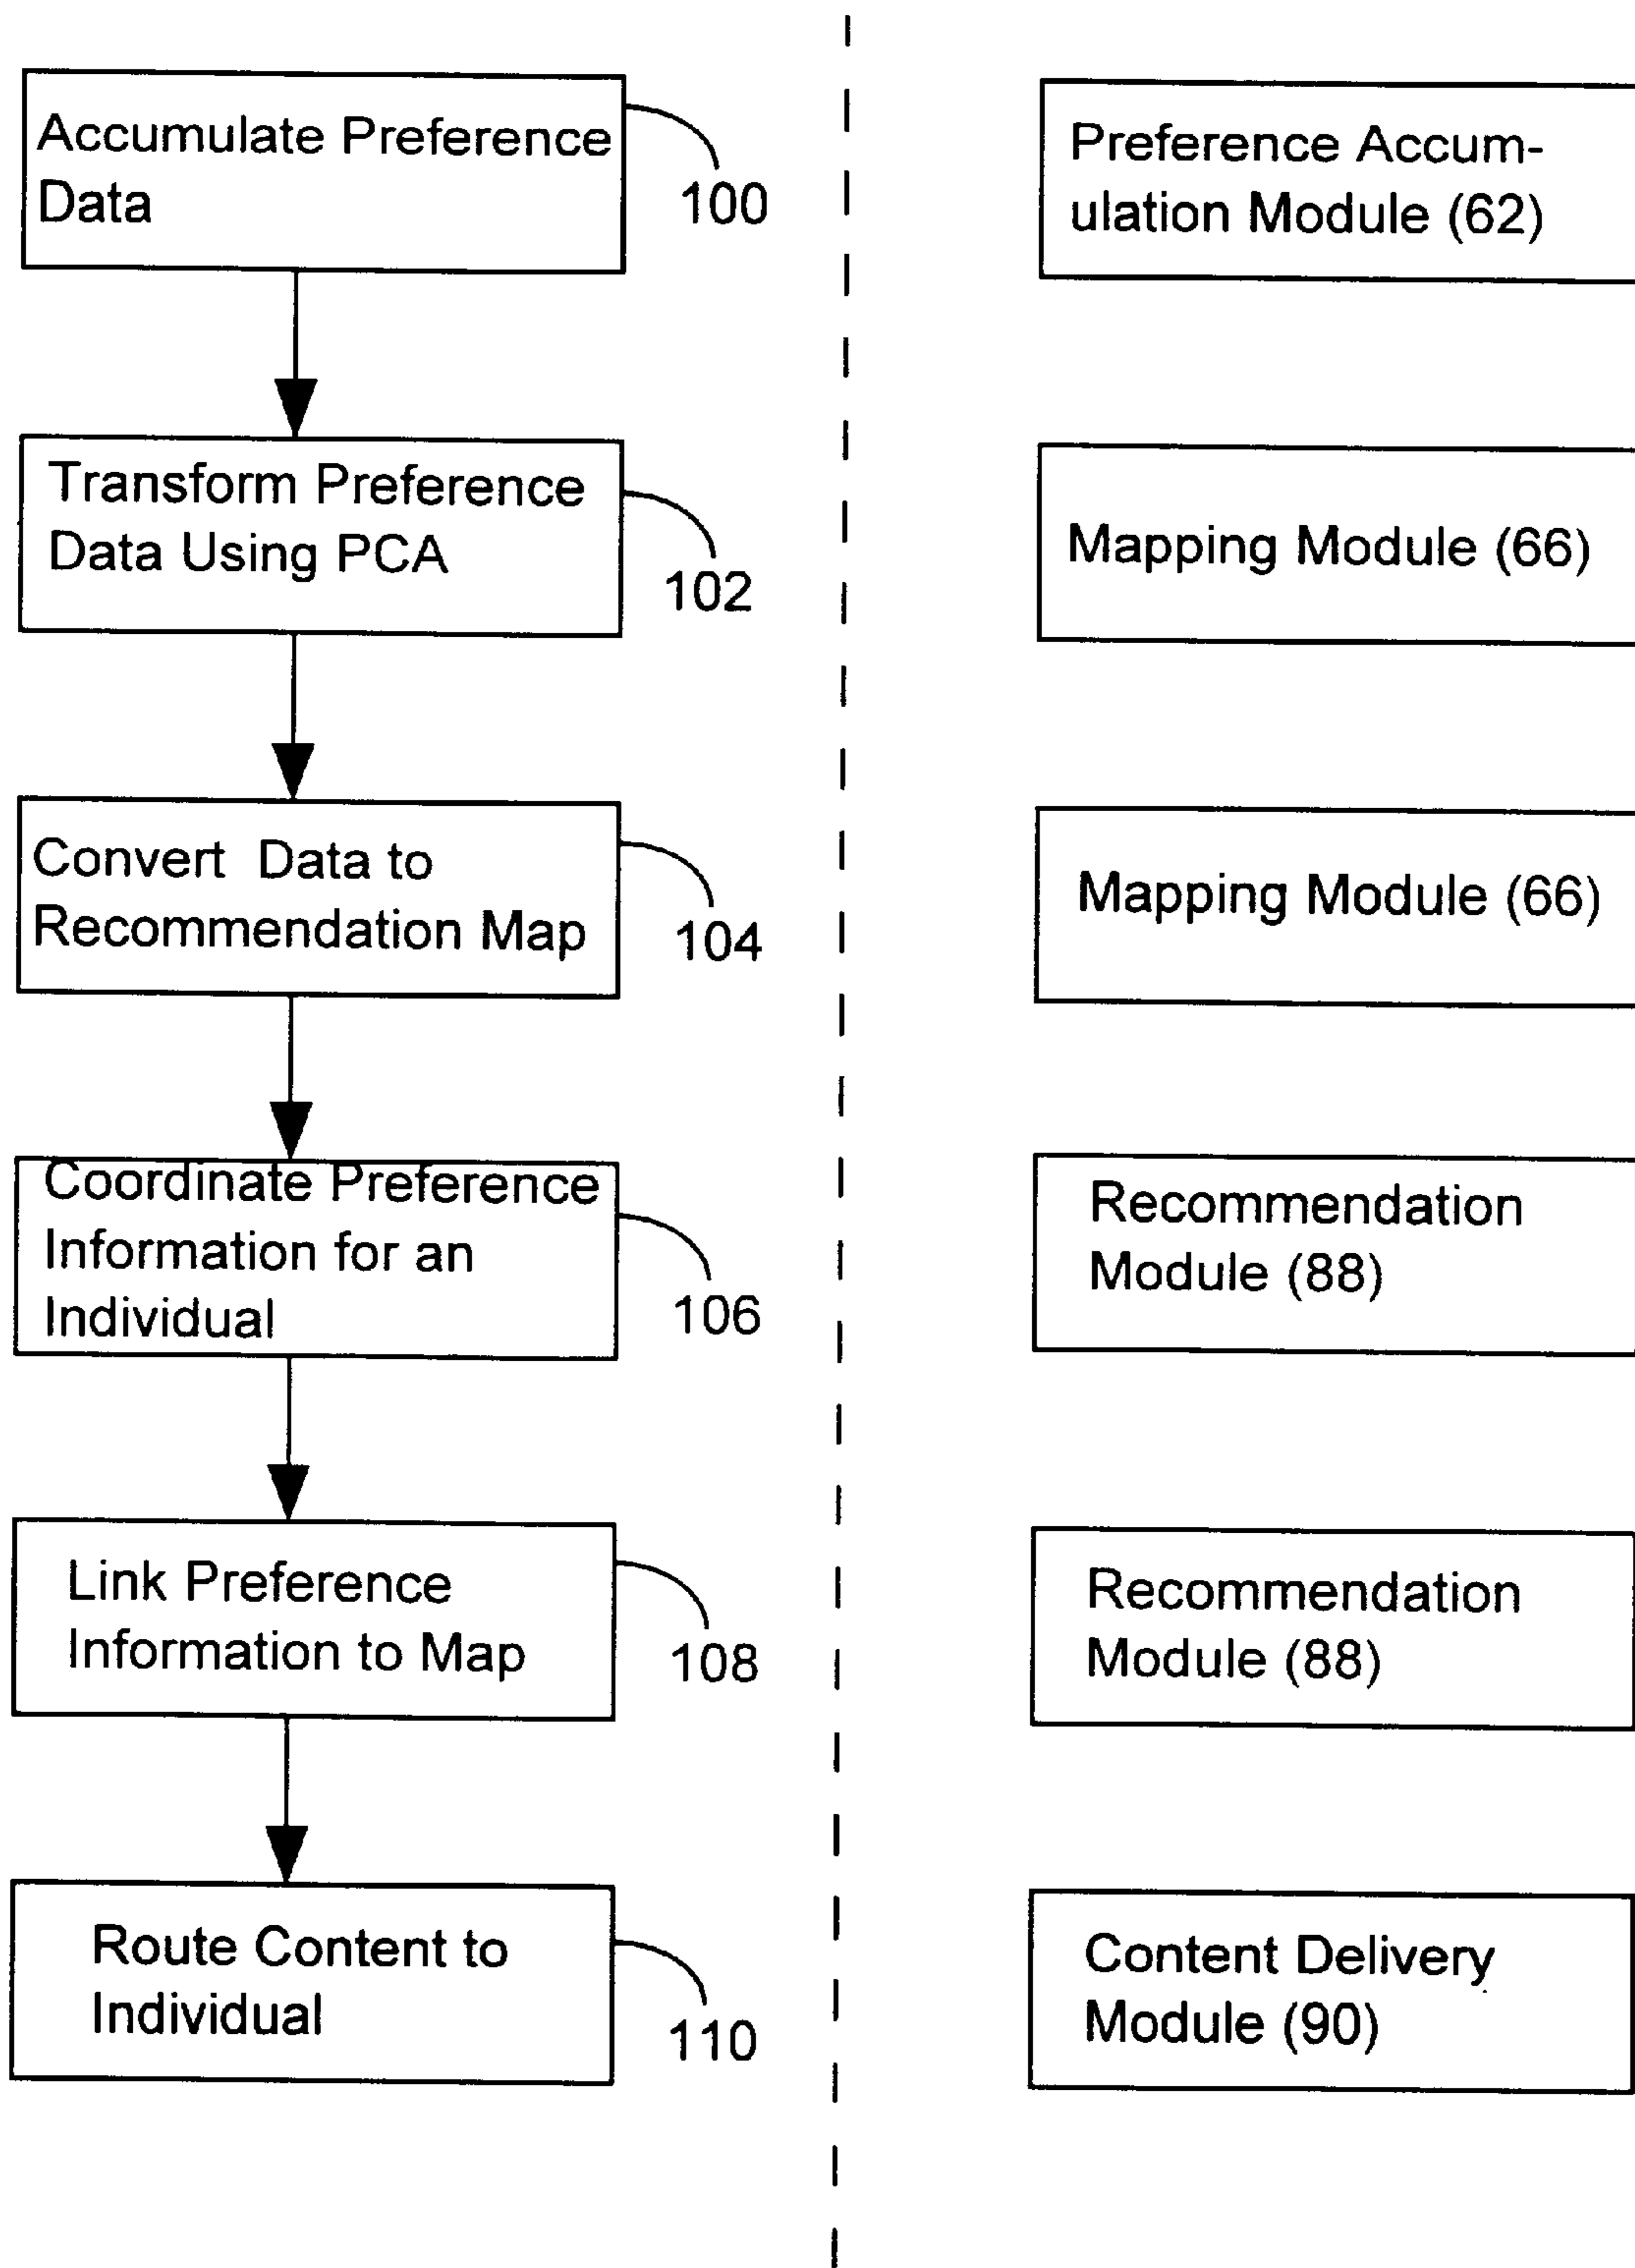 Accumulate Preference
Data
100
Preference Accum-
ulation Module (62)
Transform Preference
Data Using PCA
102
Mapping Module (66)
Convert Data to
Recommendation Map
104
Mapping Module (66)
Coordinate Preference
Information for an
Individual
106
Recommendation
Module (88)
Link Preference
Information to Map
108
Recommendation
Module (88)
Route Content to
Individual
110
Content Delivery
Module (90)